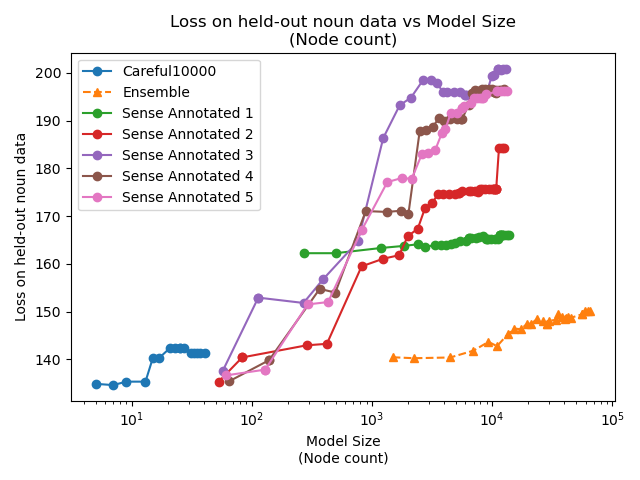 Loss on held-out noun data vs Model Size
(Node count)
Careful10000
Ensemble
Sense Annotated 1
Sense Annotated 2
Sense Annotated 3
Sense Annotated 4
Sense Annotated 5
Loss on held-out noun data
200
190
180
170
160
150
140
10¹
10²
10³
10⁴
10⁵
Model Size
(Node count)